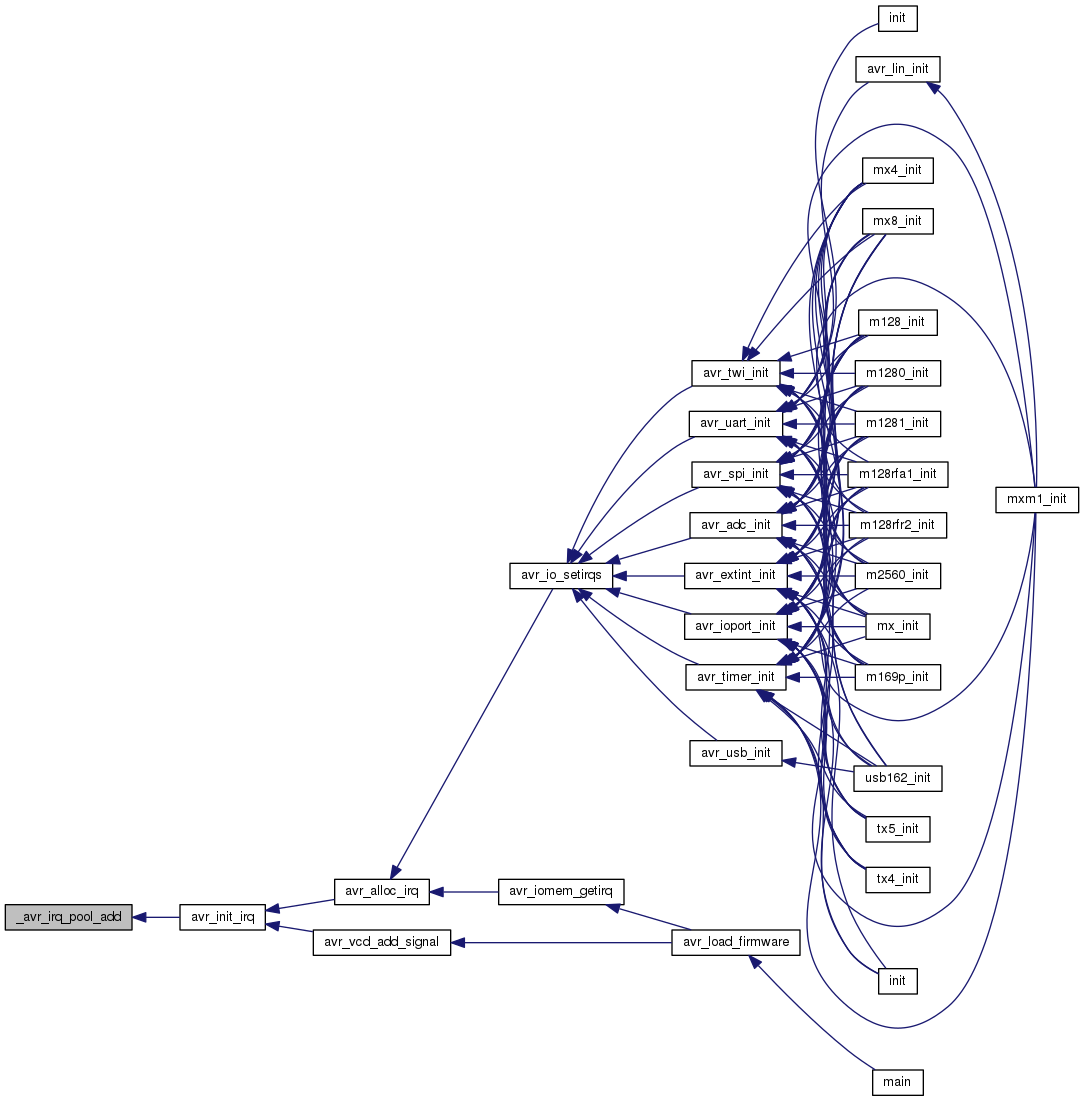 init
avr_lin_init
mx4_init
mx8_init
m128_init
avr_twi_init
m1280_init
avr_uart_init
m1281_init
avr_spi_init
m128rfa1_init
mxm1_init
avr_adc_init
m128rfr2_init
avr_io_setirqs
avr_extint_init
m2560_init
avr_ioport_init
mx_init
avr_timer_init
m169p_init
avr_usb_init
usb162_init
tx5_init
tx4_init
avr_alloc_irq
avr_iomem_getirq
_avr_irq_pool_add
avr_init_irq
avr_vcd_add_signal
avr_load_firmware
init
main